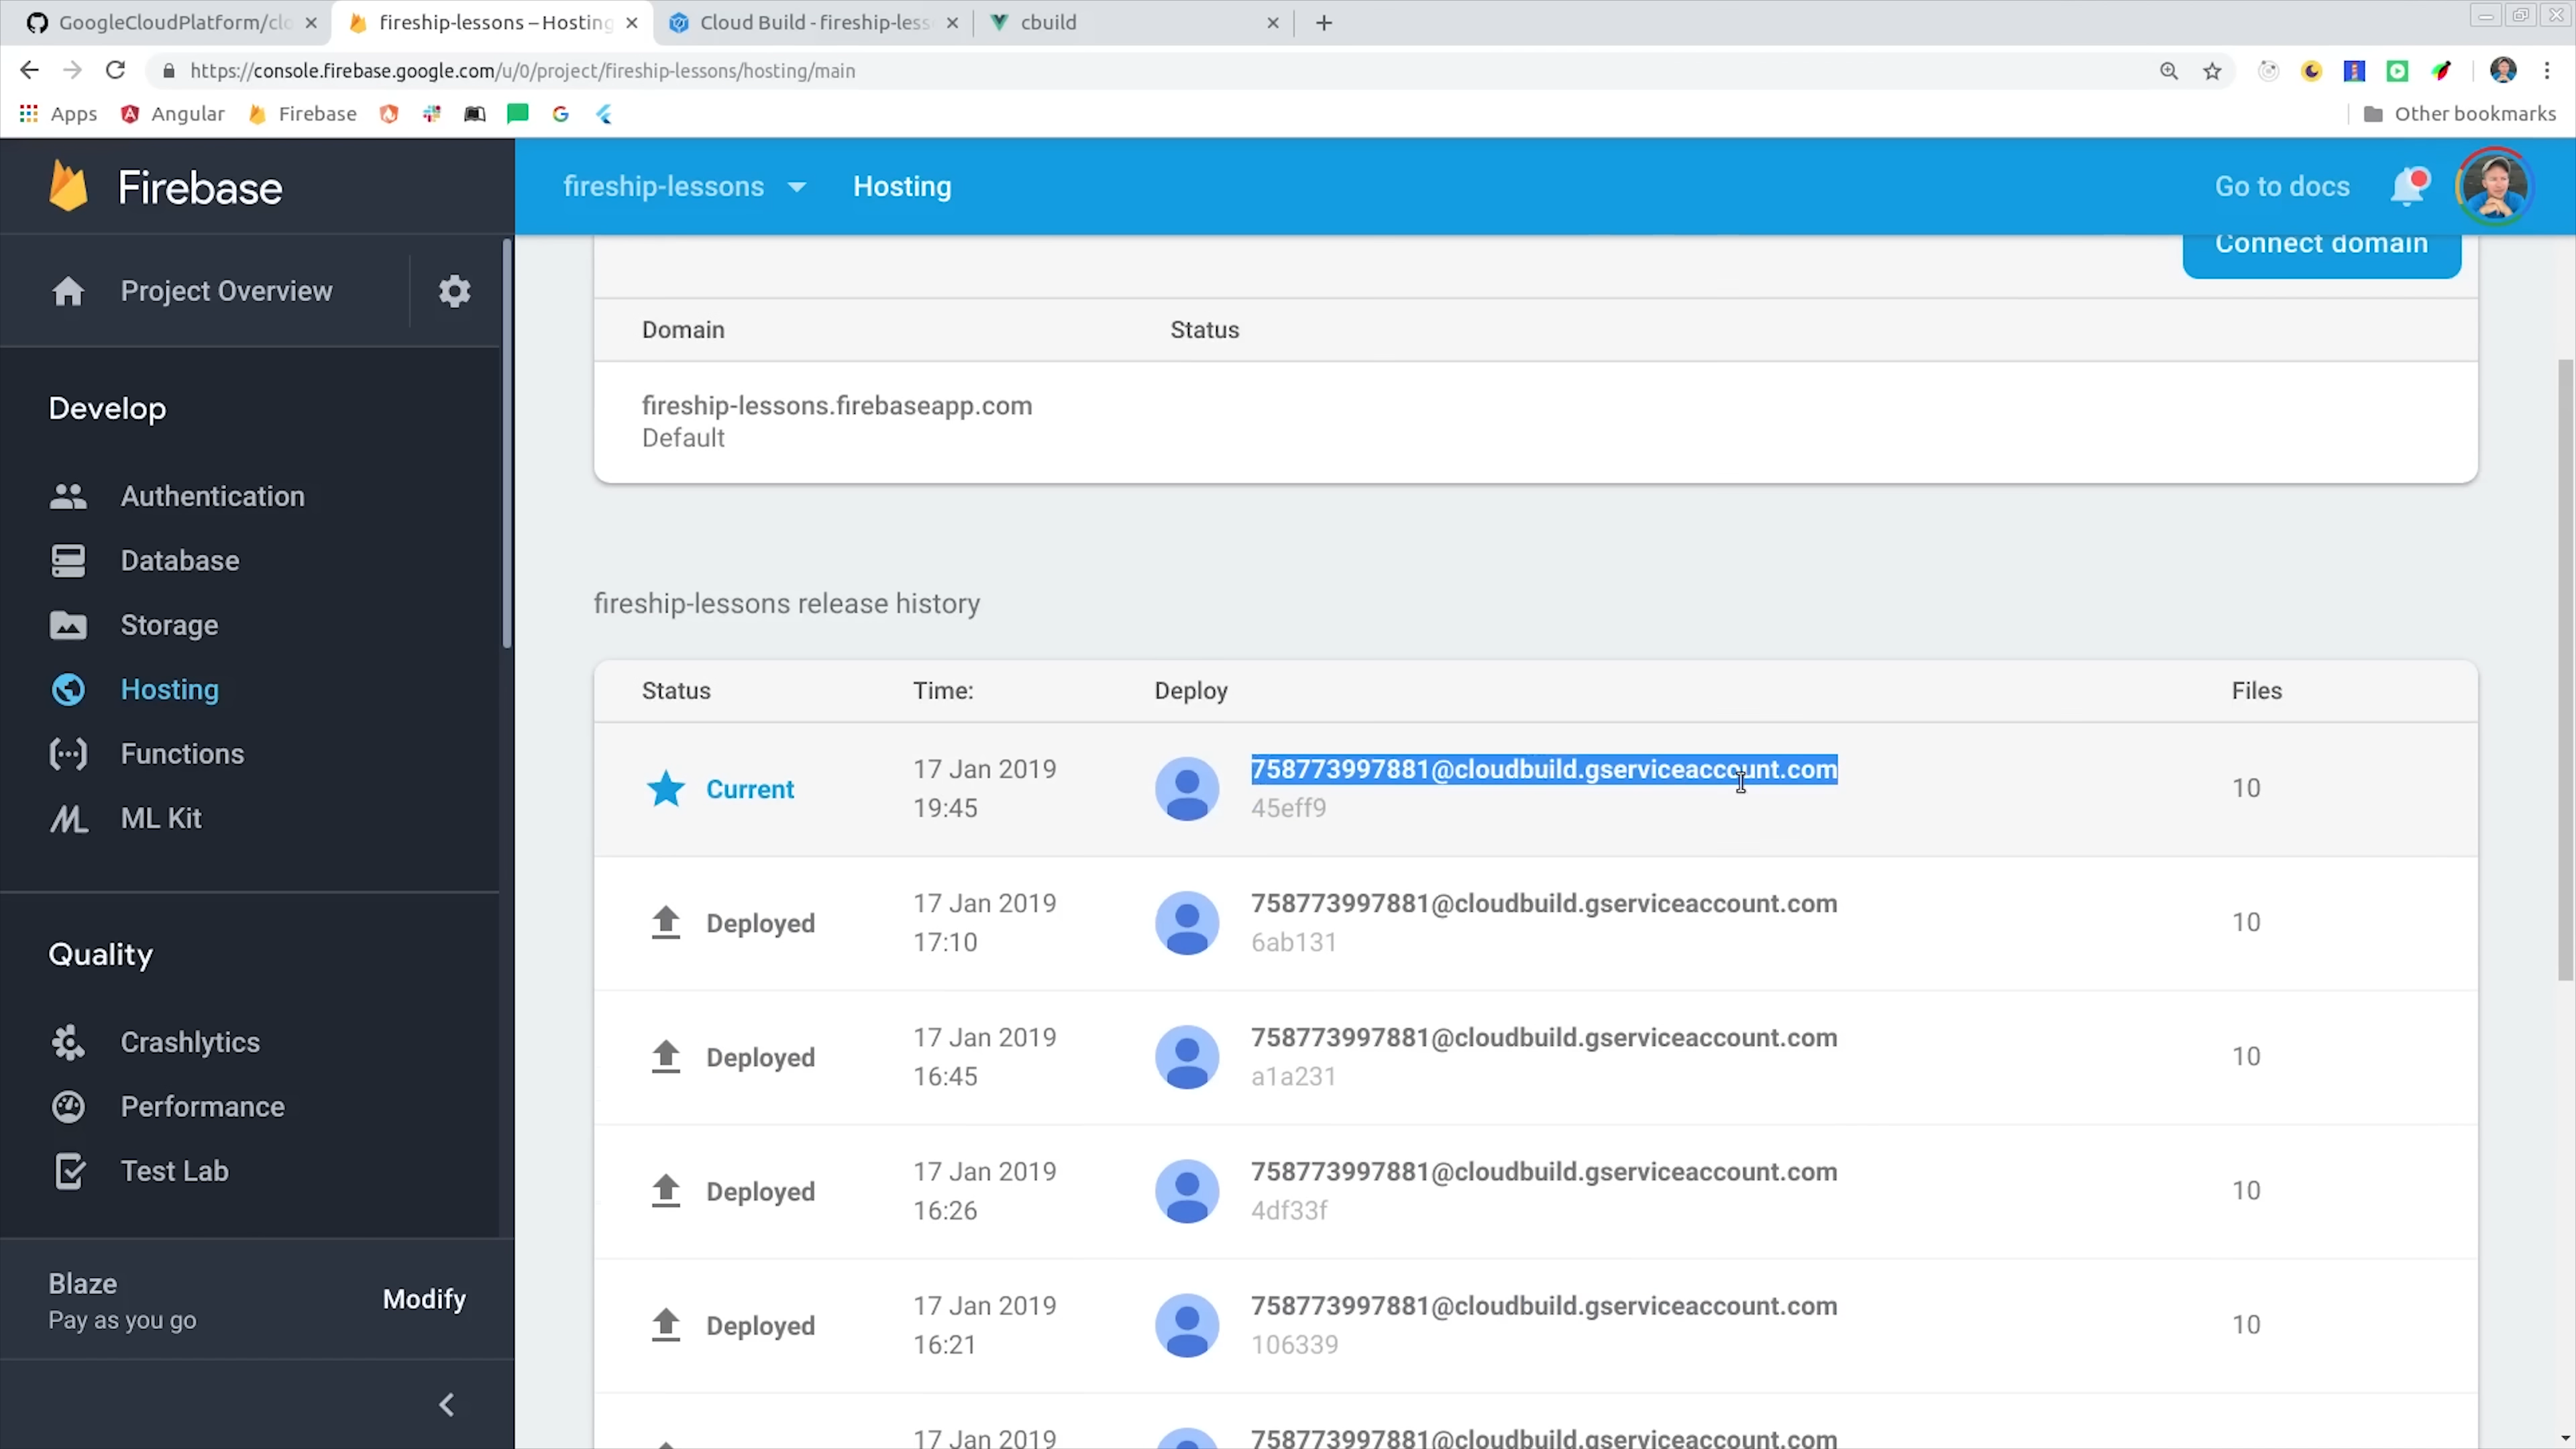 GoogleCloudPlatform/clo
fireship-lessons – Hosting
Cloud Build - fireship-less
cbuild
https://console.firebase.google.com/u/0/project/fireship-lessons/hosting/main
Apps
Angular
Firebase
Other bookmarks
Firebase
fireship-lessons
Hosting
Go to docs
Project Overview
Develop
Authentication
Database
Storage
Hosting
Functions
ML Kit
Quality
Crashlytics
Performance
Test Lab
Blaze
Pay as you go
Modify
Connect domain
Domain Status
fireship-lessons.firebaseapp.com
Default
fireship-lessons release history
Status Time: Deploy Files
Current 17 Jan 2019 758773997881@cloudbuild.gserviceaccount.com 10
19:45 45eff9
Deployed 17 Jan 2019 758773997881@cloudbuild.gserviceaccount.com 10
17:10 6ab131
Deployed 17 Jan 2019 758773997881@cloudbuild.gserviceaccount.com 10
16:45 a1a231
Deployed 17 Jan 2019 758773997881@cloudbuild.gserviceaccount.com 10
16:26 4df33f
Deployed 17 Jan 2019 758773997881@cloudbuild.gserviceaccount.com 10
16:21 106339
17 Jan 2019 758773997881@cloudbuild.gserviceaccount.com